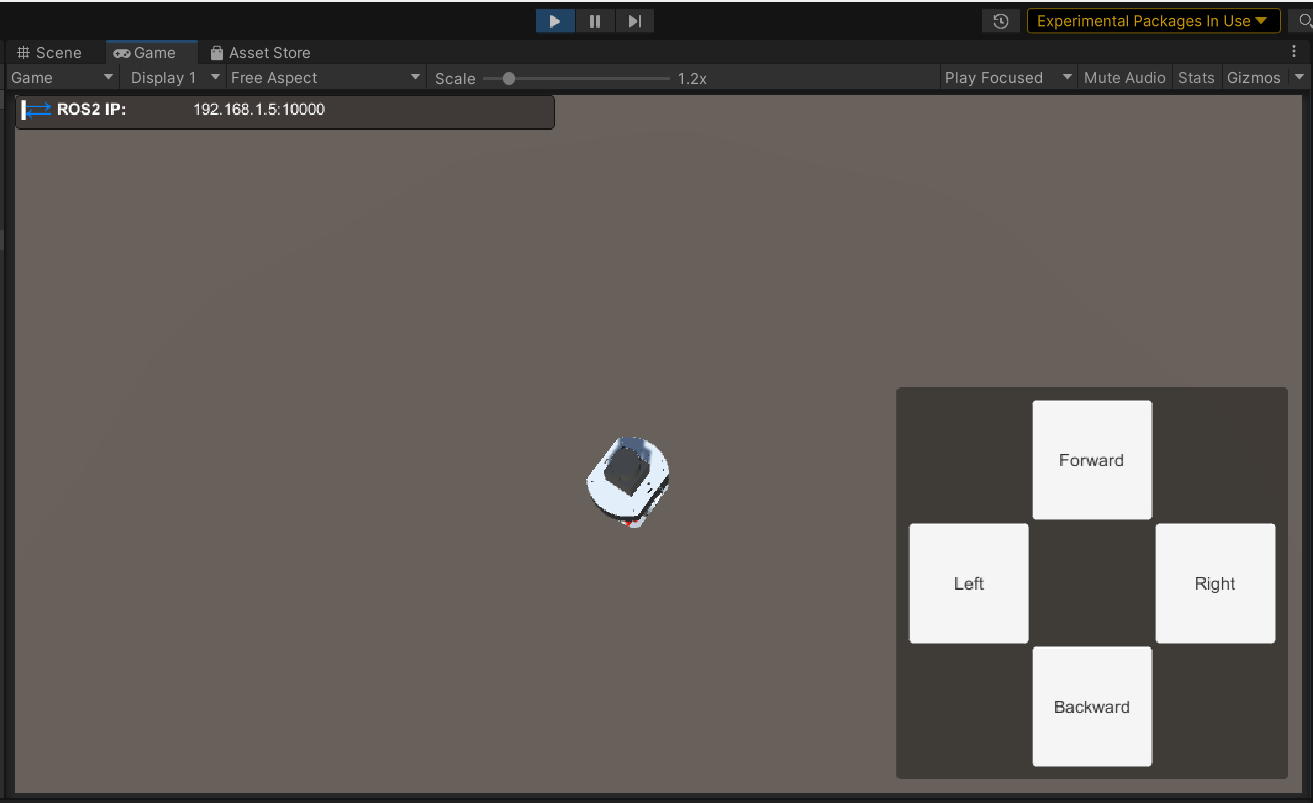 Experimental Packages In Use
Scene Game Asset Store
Game Display 1 Free Aspect Scale 1.2x Play Focused Mute Audio Stats Gizmos
ROS2 IP: 192.168.1.5:10000
Forward
Left Right
Backward